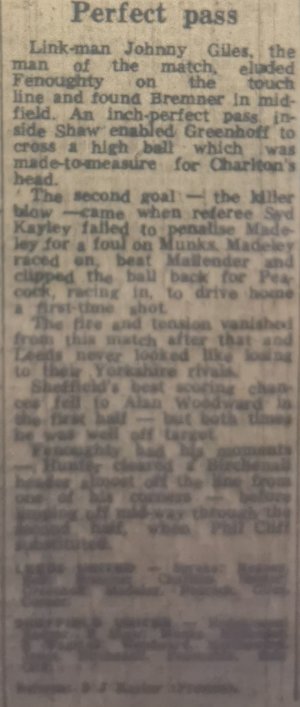 Perfect pass
Link-man Johnny Giles, the
man of the match, eluded
Fenoughty on the touch
line and found Bremner in mid-
field. An inch-perfect pass in-
side Shaw enabled Greenhoff to
cross a high ball which was
made-to-measure for Charlton's
head.
The second goal — the killer
blow — came when referee Syd
Kayley failed to penalise Made-
ley for a foul on Munks. Madeley
raced on, beat Mallender and
clipped the ball back for Pea-
cock, racing in, to drive home
a first-time shot.
The fire and tension vanished
from this match after that and
Leeds never looked like losing
to their Yorkshire rivals.
Sheffield's best scoring chan-
ces fell to Alan Woodward in
the first half — but both times
he was well off target.
Fenoughty had his moments
— Hunter cleared a Birchenall
header almost off the line from
one of his corners — before
limping off mid-way through the
second half, when Phil Cliff
substituted.
LEEDS UNITED — Sprake; Reaney,
SHEFFIELD UNITED —
Referee: